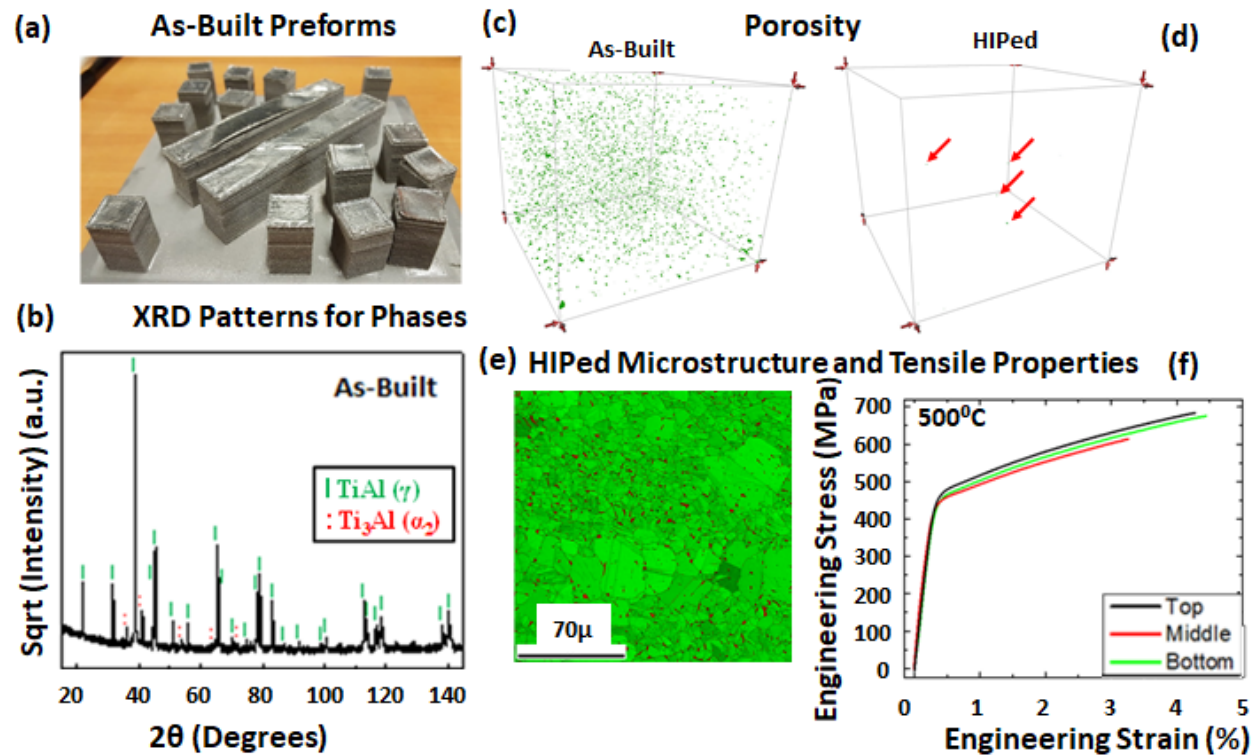 (a) As-Built Preforms
(c) Porosity (d)
As-Built HIPed
(b) XRD Patterns for Phases
Sqrt (Intensity) (a.u.)
As-Built
TiAl (γ)
Ti₃Al (α₂)
20 40 60 80 100 120 140
2θ (Degrees)
(e) HIPed Microstructure and Tensile Properties (f)
70μ
Engineering Stress (MPa)
500⁰C
700
600
500
400
300
200
100
0
Top
Middle
Bottom
0 1 2 3 4 5
Engineering Strain (%)